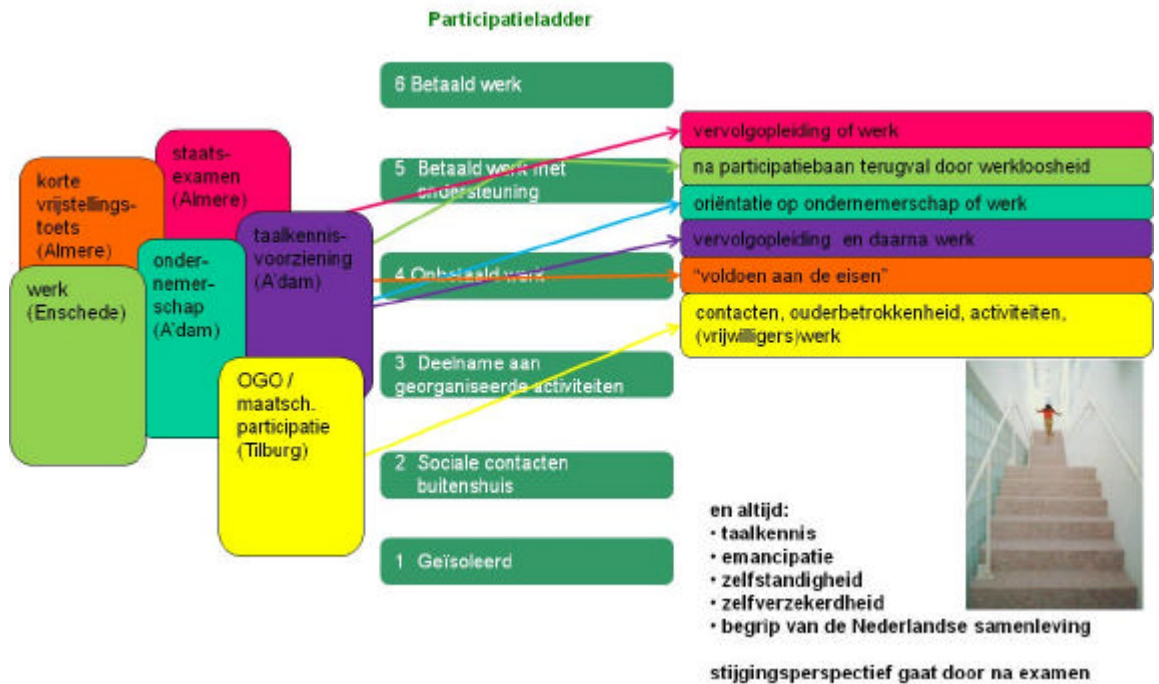 Participatieladder
6 Betaald werk
5 Betaald werk met
ondersteuning
4 Onbetaald werk
3 Deelname aan
georganiseerde activiteiten
2 Sociale contacten
buitenshuis
1 Geïsoleerd
staats-
examen
(Almere)
korte
vrijstellings-
toets
(Almere)
taalkennis-
voorziening
(A'dam)
onder-
nemer-
schap
(A'dam)
werk
(Enschede)
OGO /
maatsch.
participatie
(Tilburg)
vervolgopleiding of werk
na participatiebaan terugval door werkloosheid
oriëntatie op ondernemerschap of werk
vervolgopleiding en daarna werk
“voldoen aan de eisen”
contacten, ouderbetrokkenheid, activiteiten,
(vrijwilligers)werk
en altijd:
• taalkennis
• emancipatie
• zelfstandigheid
• zelfverzekerdheid
• begrip van de Nederlandse samenleving
stijgingsperspectief gaat door na examen